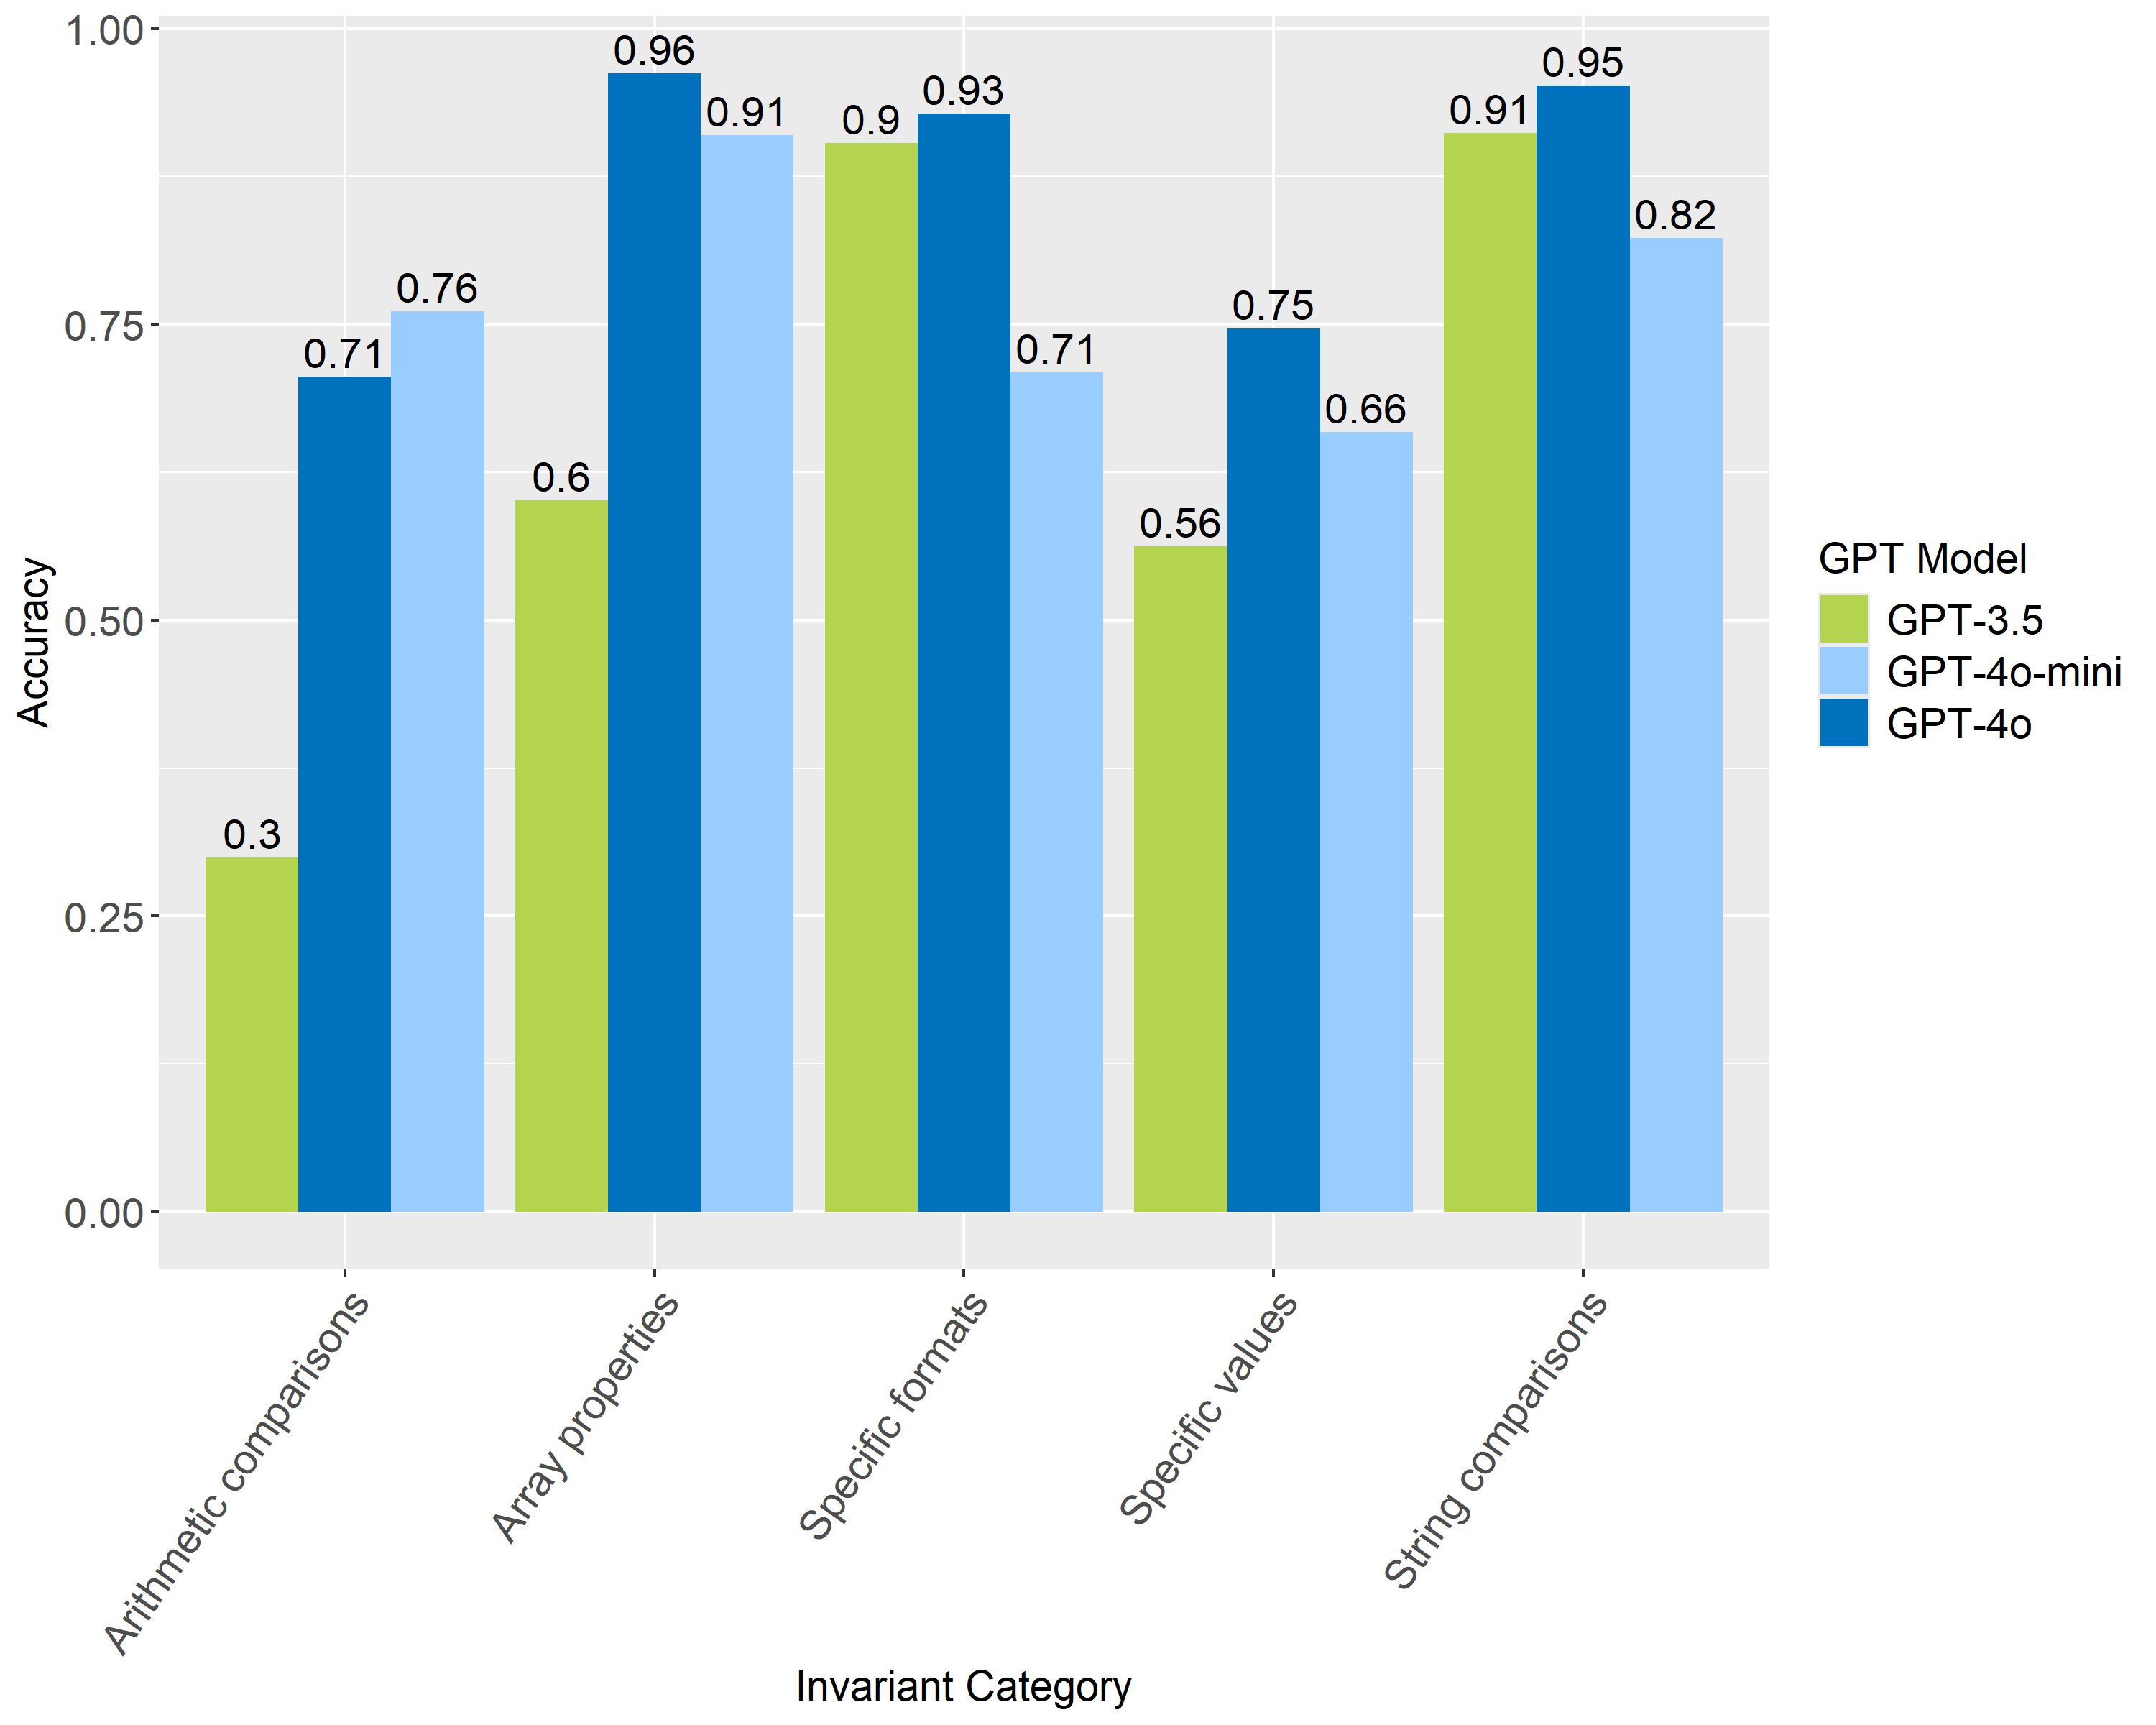 1.00
0.75
0.50
0.25
0.00
Accuracy
0.3
0.71
0.76
0.6
0.96
0.91
0.9
0.93
0.71
0.56
0.75
0.66
0.91
0.95
0.82
Arithmetic comparisons
Array properties
Specific formats
Specific values
String comparisons
Invariant Category
GPT Model
GPT-3.5
GPT-4o-mini
GPT-4o